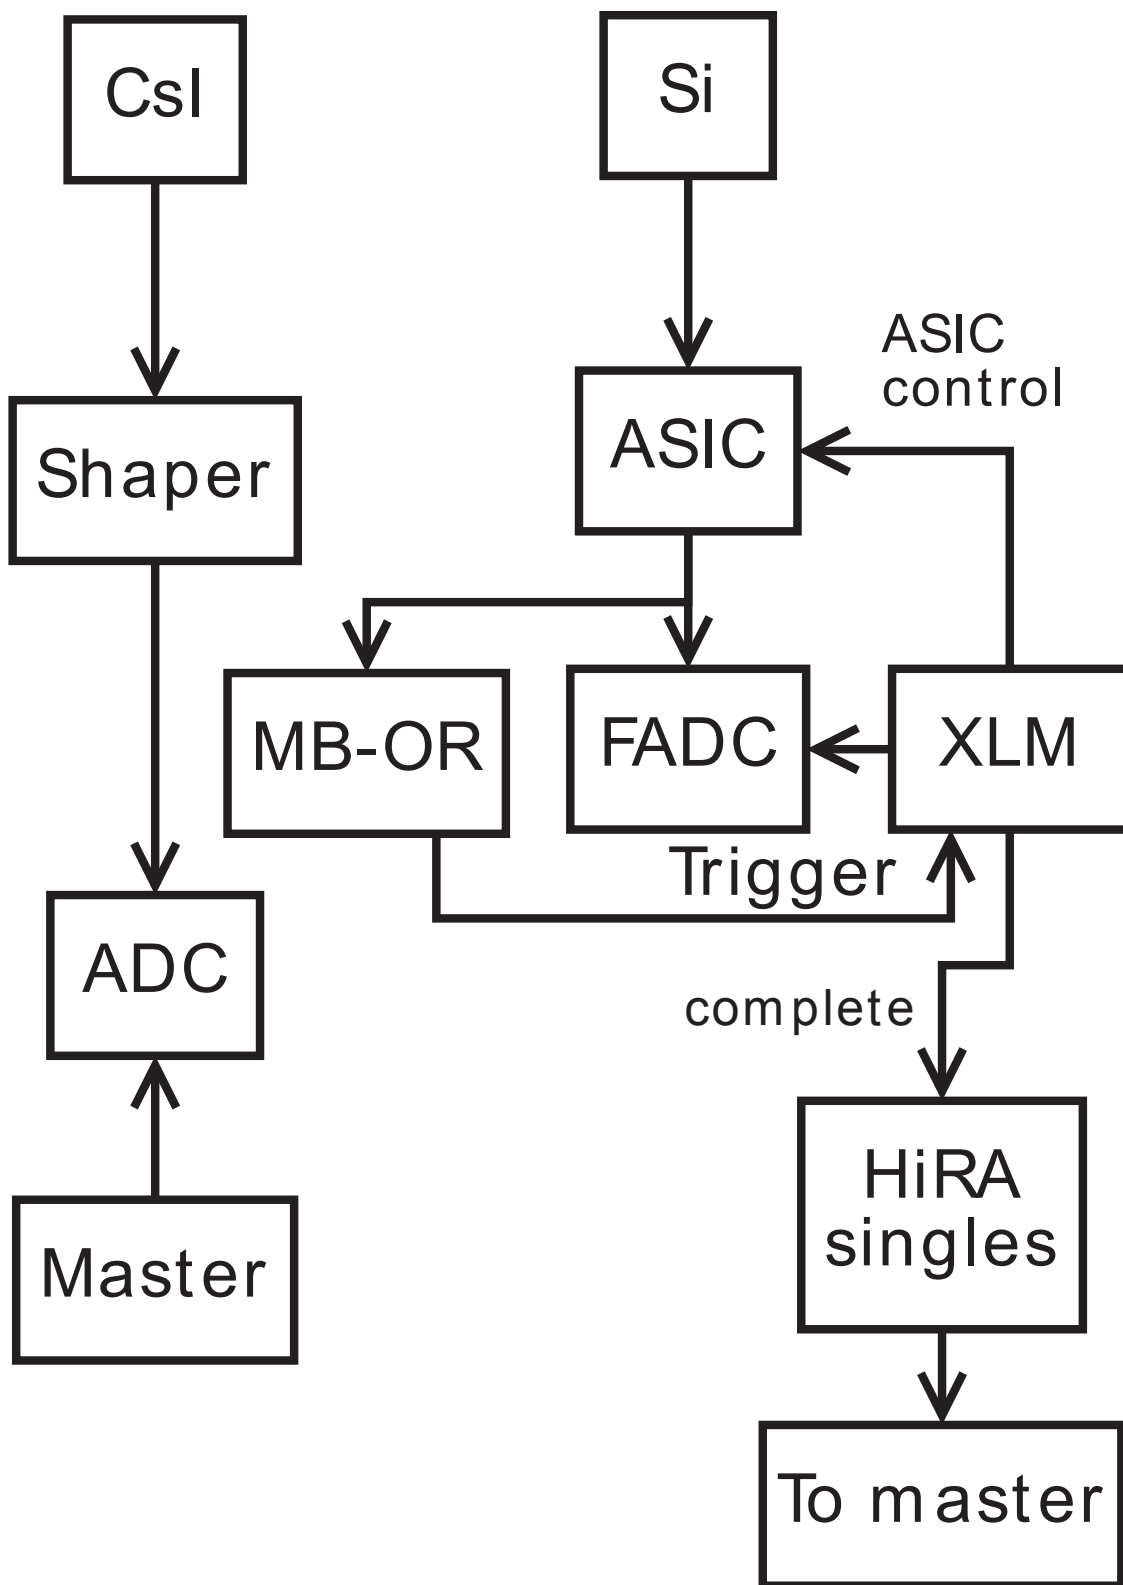 CsI
Si
ASIC
control
ASIC
Shaper
MB-OR
FADC
XLM
Trigger
ADC
complete
HiRA
singles
Master
To master